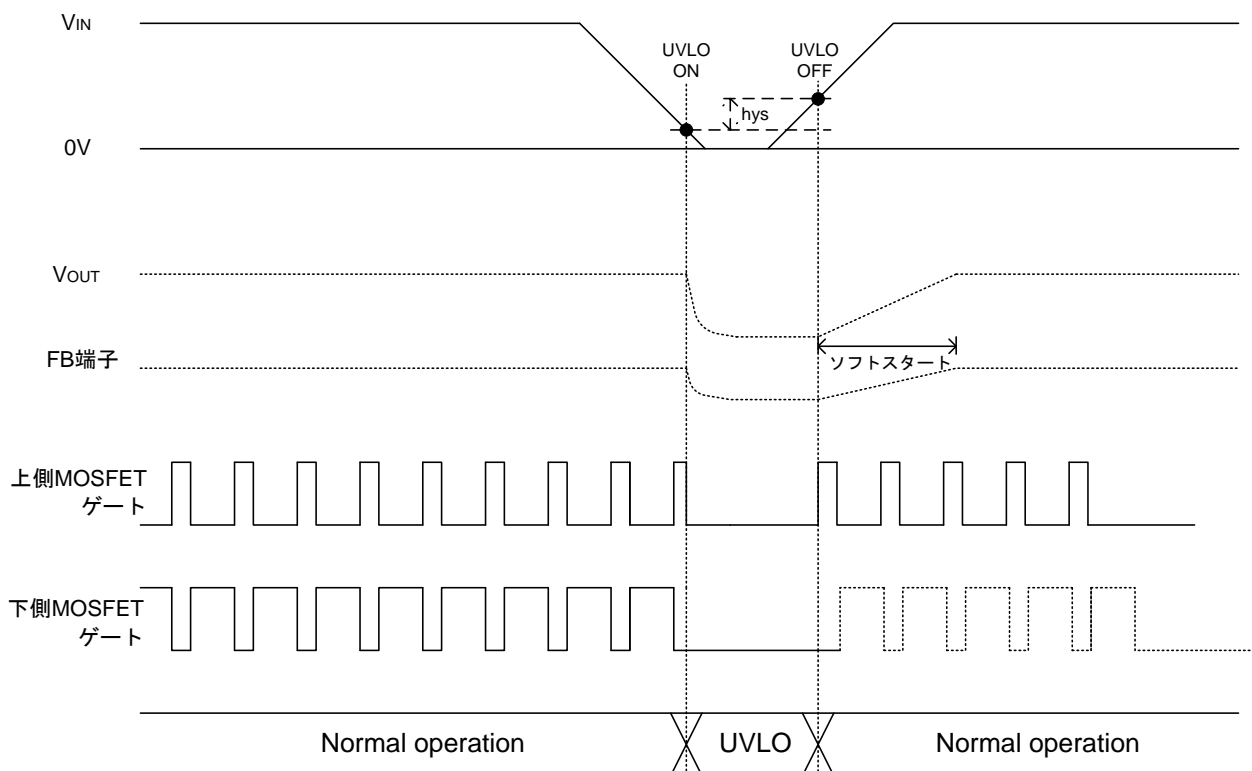 VIN
UVLO
ON
UVLO
OFF
hys
0V
VOUT
FB端子
ソフトスタート
上側MOSFET
ゲート
下側MOSFET
ゲート
Normal operation
UVLO
Normal operation